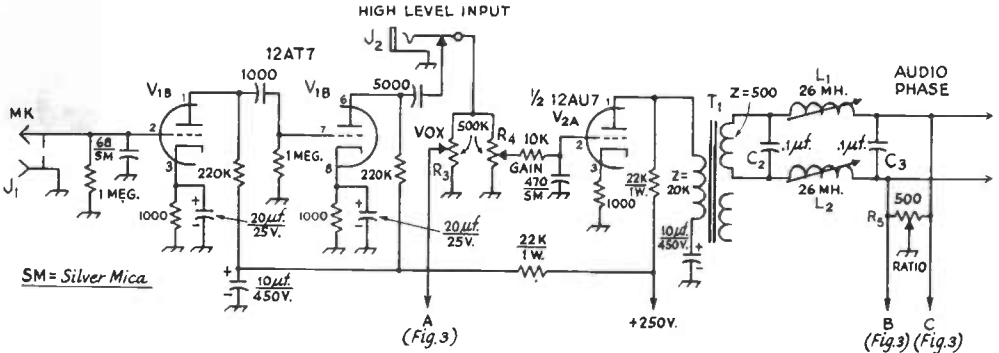 HIGH LEVEL INPUT
J2
12AT7
1000
5000
V1B
V1B
1/2 12AU7
V2A
T1
Z=500
L1
26 MH.
AUDIO
PHASE
MK
J1
1
2
3
6
7
8
1
2
3
68
SM
1 MEG.
1000
20µf.
25V.
220K
1 MEG.
1000
20µf.
25V.
220K
VOX
500K
R3
R4
GAIN
10K
470
SM
1000
22K
1W.
Z=
20K
10µf.
450V.
C2
.1µf.
.1µf.
C3
26 MH.
L2
R5
500
RATIO
SM = Silver Mica
10µf.
450V.
22K
1W.
A
(Fig.3)
+250V.
B
(Fig.3)
C
(Fig.3)